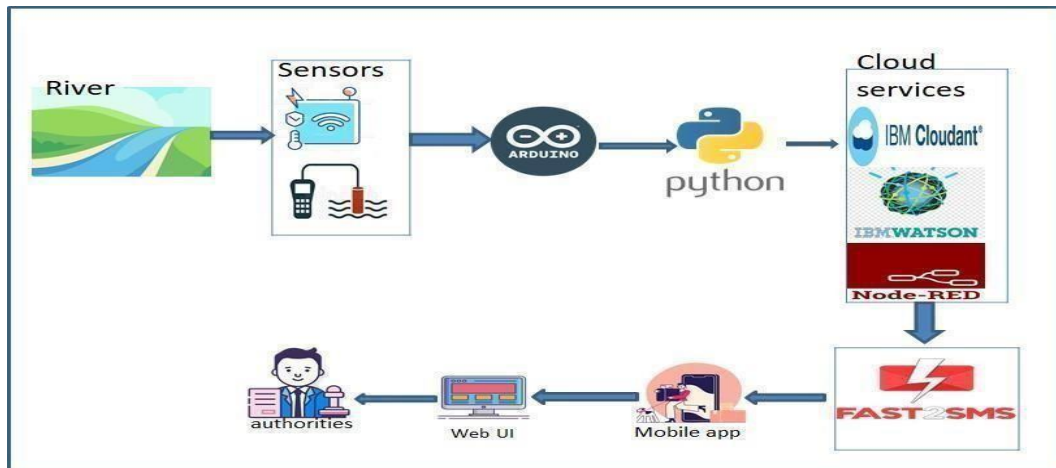 River
Sensors
ARDUINO
python
Cloud
services
IBM Cloudant®
IBMWATSON
Node-RED
FAST2SMS
Mobile app
Web UI
authorities